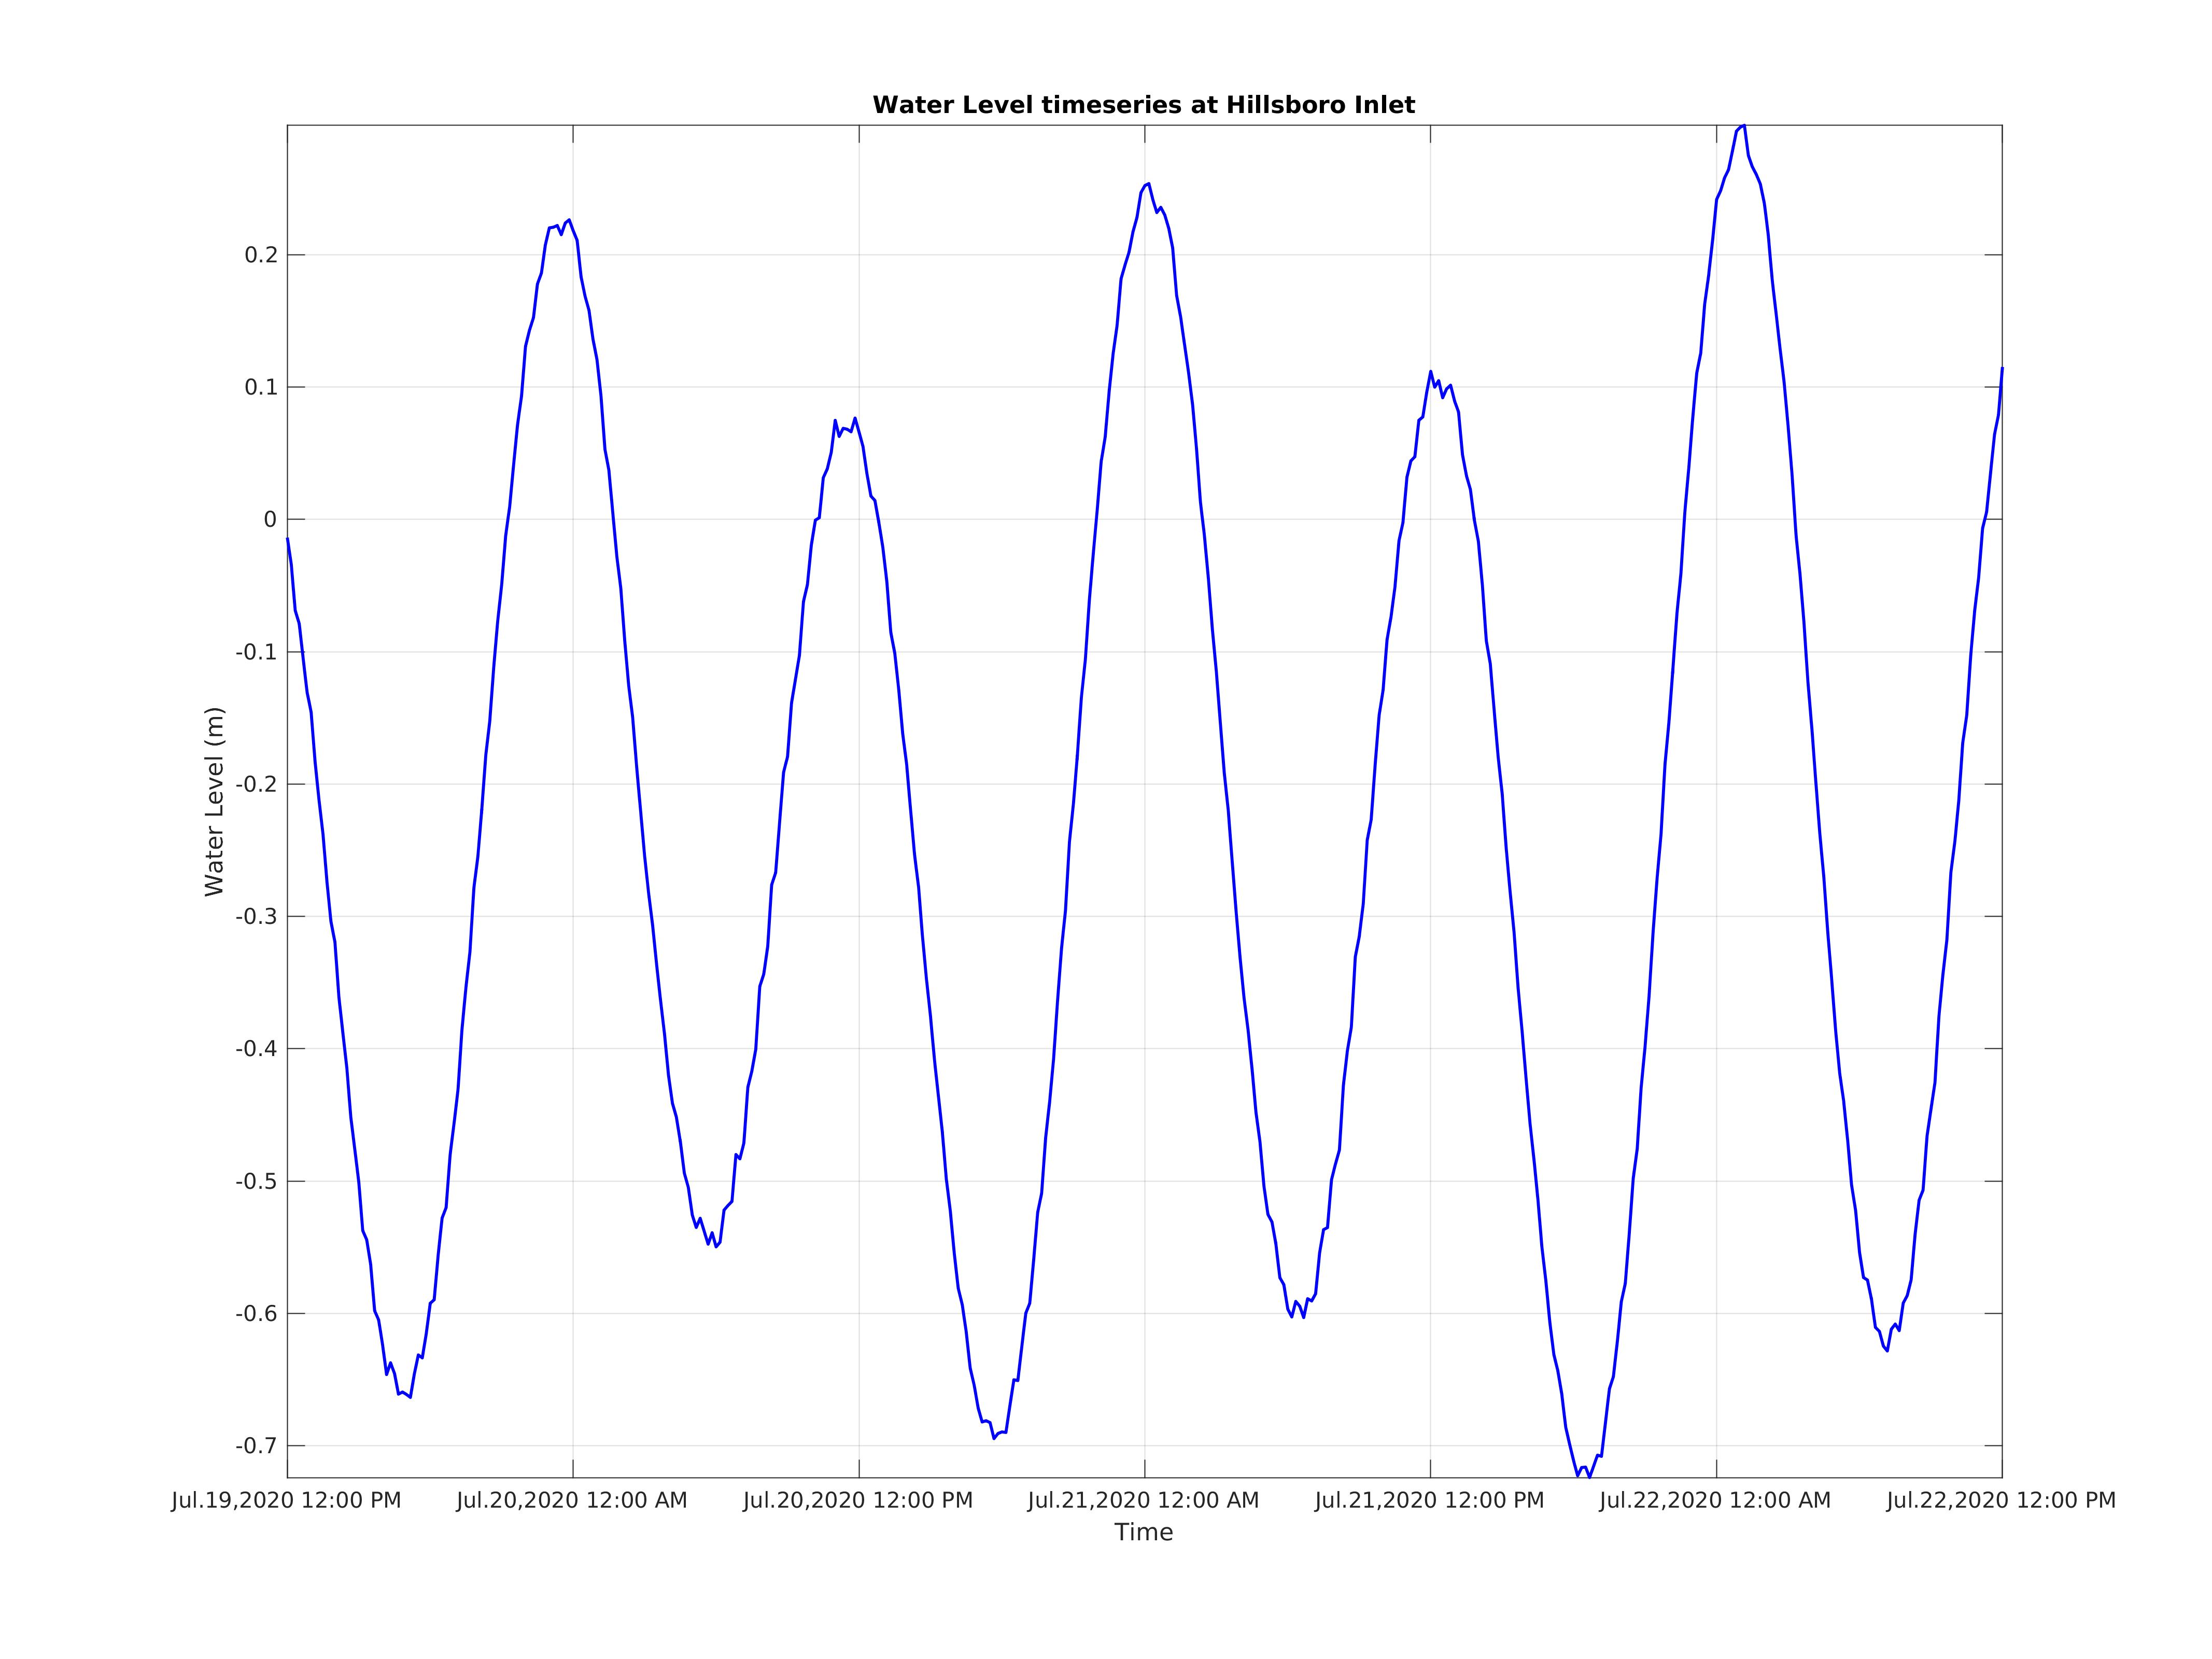 Water Level timeseries at Hillsboro Inlet
0.2
0.1
0
-0.1
-0.2
-0.3
-0.4
-0.5
-0.6
-0.7
Water Level (m)
Jul.19,2020 12:00 PM
Jul.20,2020 12:00 AM
Jul.20,2020 12:00 PM
Jul.21,2020 12:00 AM
Jul.21,2020 12:00 PM
Jul.22,2020 12:00 AM
Jul.22,2020 12:00 PM
Time